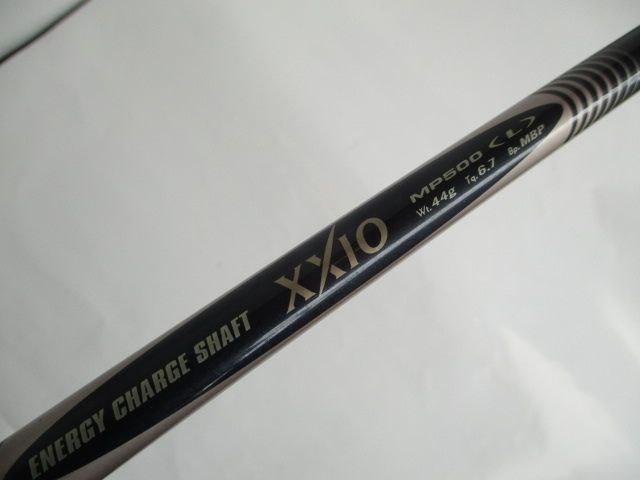 ENERGY CHARGE SHAFT XXIO MP500 <L>
Wt. 44g Tq. 6.7 Bp. MBP